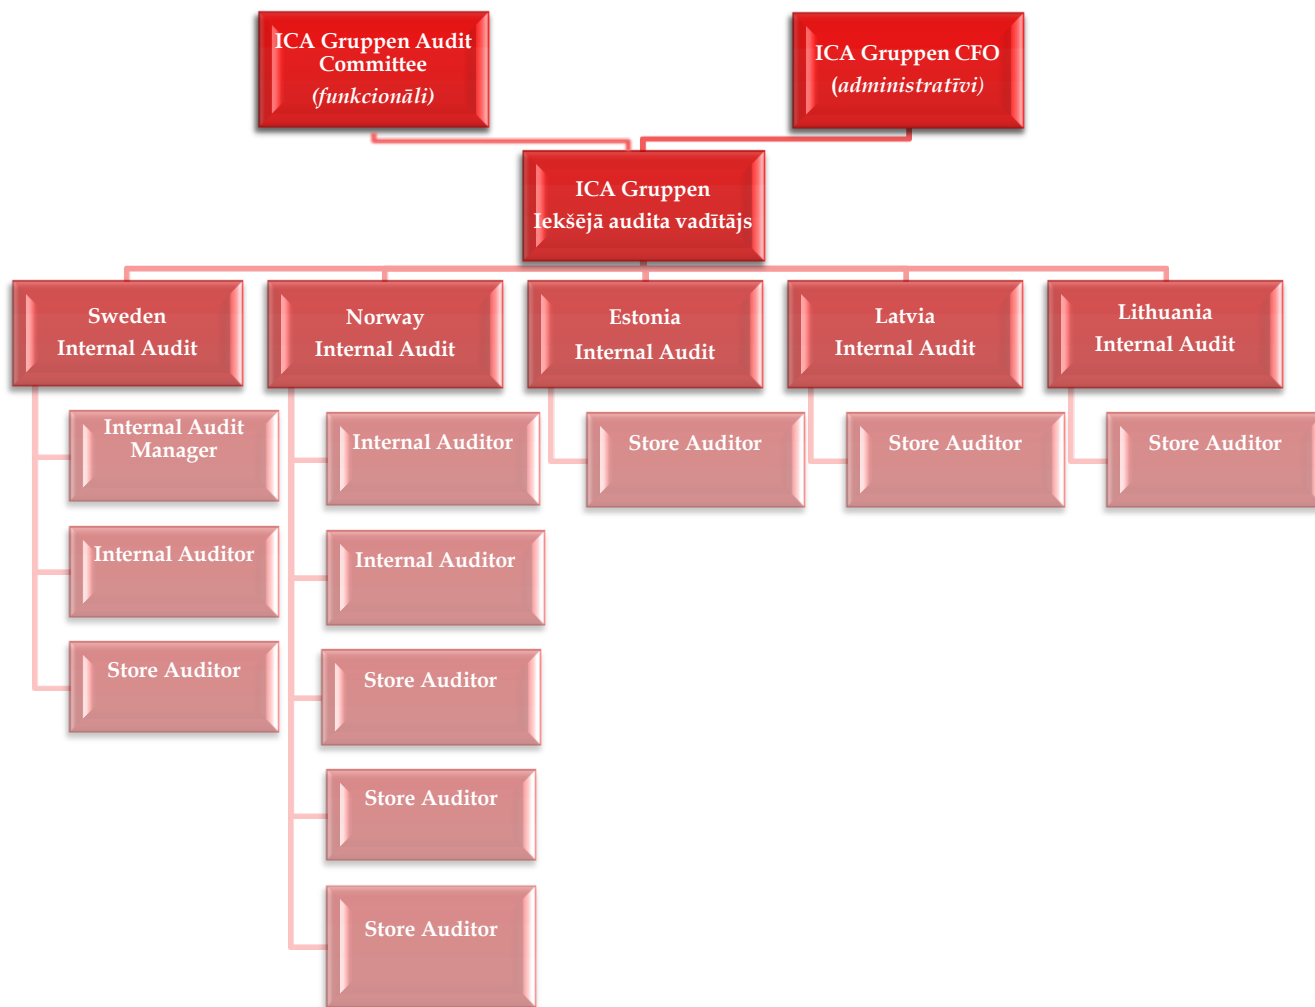 ICA Gruppen Audit
Committee
(funkcionāli)
ICA Gruppen CFO
(administratīvi)
ICA Gruppen
Iekšējā audita vadītājs
Sweden
Internal Audit
Norway
Internal Audit
Estonia
Internal Audit
Latvia
Internal Audit
Lithuania
Internal Audit
Internal Audit
Manager
Internal Auditor
Store Auditor
Internal Auditor
Internal Auditor
Store Auditor
Store Auditor
Store Auditor
Store Auditor
Store Auditor
Store Auditor